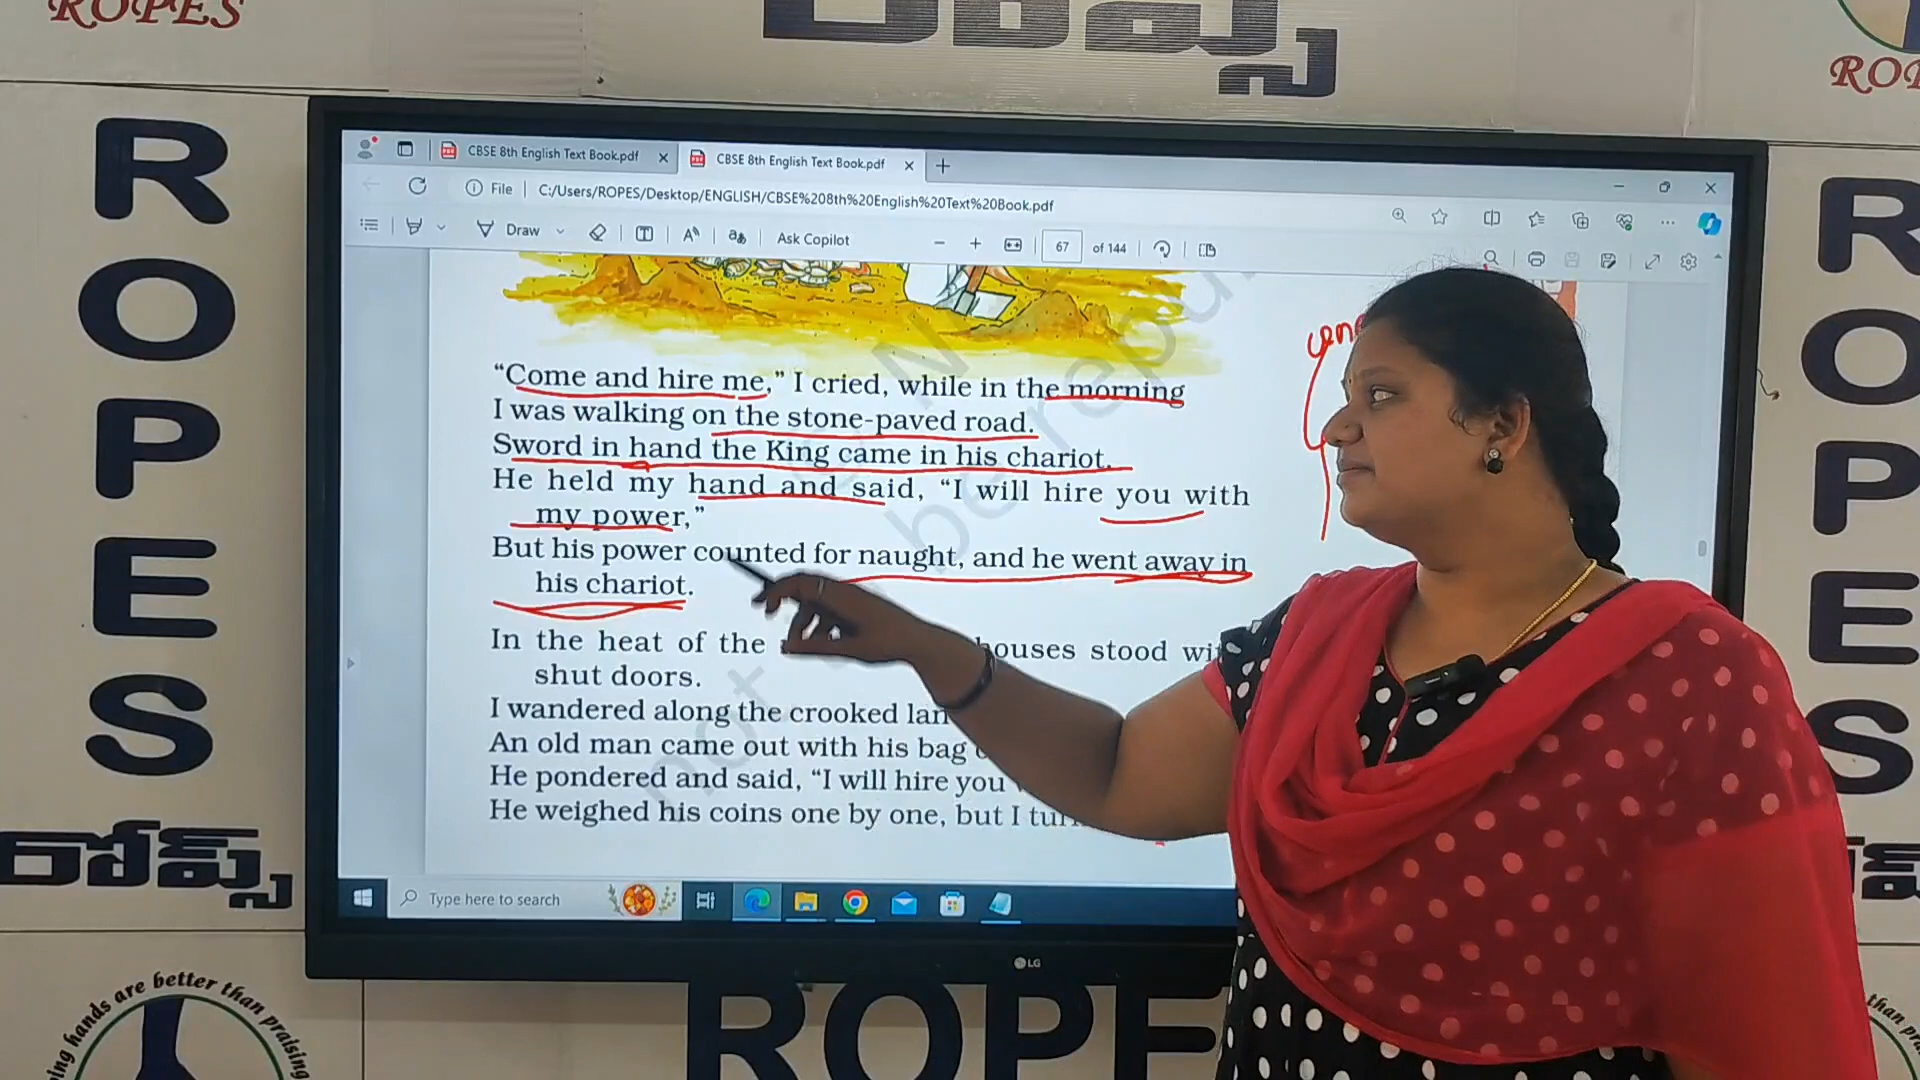 ROPES
రోప్స్
ROPES
CBSE 8th English Text Book.pdf
CBSE 8th English Text Book.pdf
File
C:/Users/ROPES/Desktop/ENGLISH/CBSE%208th%20English%20Text%20Book.pdf
Draw
Ask Copilot
67 of 144
“Come and hire me,” I cried, while in the morning
I was walking on the stone-paved road.
Sword in hand the King came in his chariot.
He held my hand and said, “I will hire you with
my power,”
But his power counted for naught, and he went away in
his chariot.
In the heat of the
houses stood
shut doors.
I wandered along the crooked
An old man came out with his bag
He pondered and said, “I will hire you
He weighed his coins one by one, but I
Type here to search
LG
ROPES
రోప్స్
hands are better than praising
ROPE
ROPES
than